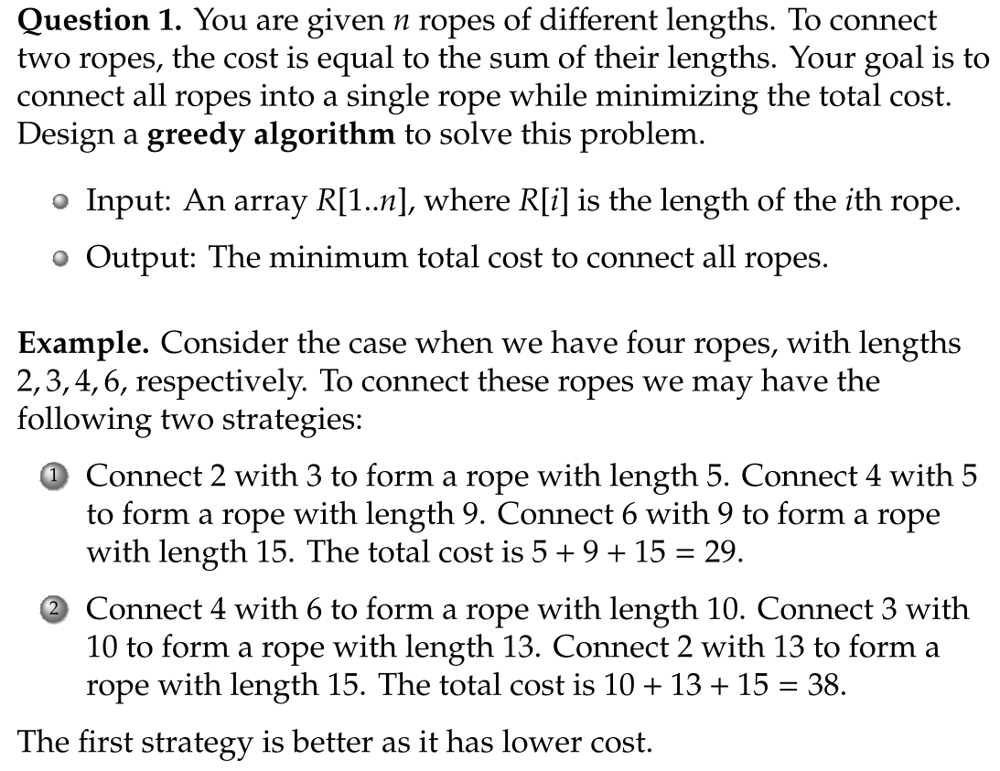 Question 1. You are given n ropes of different lengths. To connect
two ropes, the cost is equal to the sum of their lengths. Your goal is to
connect all ropes into a single rope while minimizing the total cost.
Design a greedy algorithm to solve this problem.
Input: An array R[1..n], where R[i] is the length of the ith rope.
Output: The minimum total cost to connect all ropes.
Example. Consider the case when we have four ropes, with lengths
2, 3, 4, 6, respectively. To connect these ropes we may have the
following two strategies:
1 Connect 2 with 3 to form a rope with length 5. Connect 4 with 5
to form a rope with length 9. Connect 6 with 9 to form a rope
with length 15. The total cost is 5 + 9 + 15 = 29.
2 Connect 4 with 6 to form a rope with length 10. Connect 3 with
10 to form a rope with length 13. Connect 2 with 13 to form a
rope with length 15. The total cost is 10 + 13 + 15 = 38.
The first strategy is better as it has lower cost.